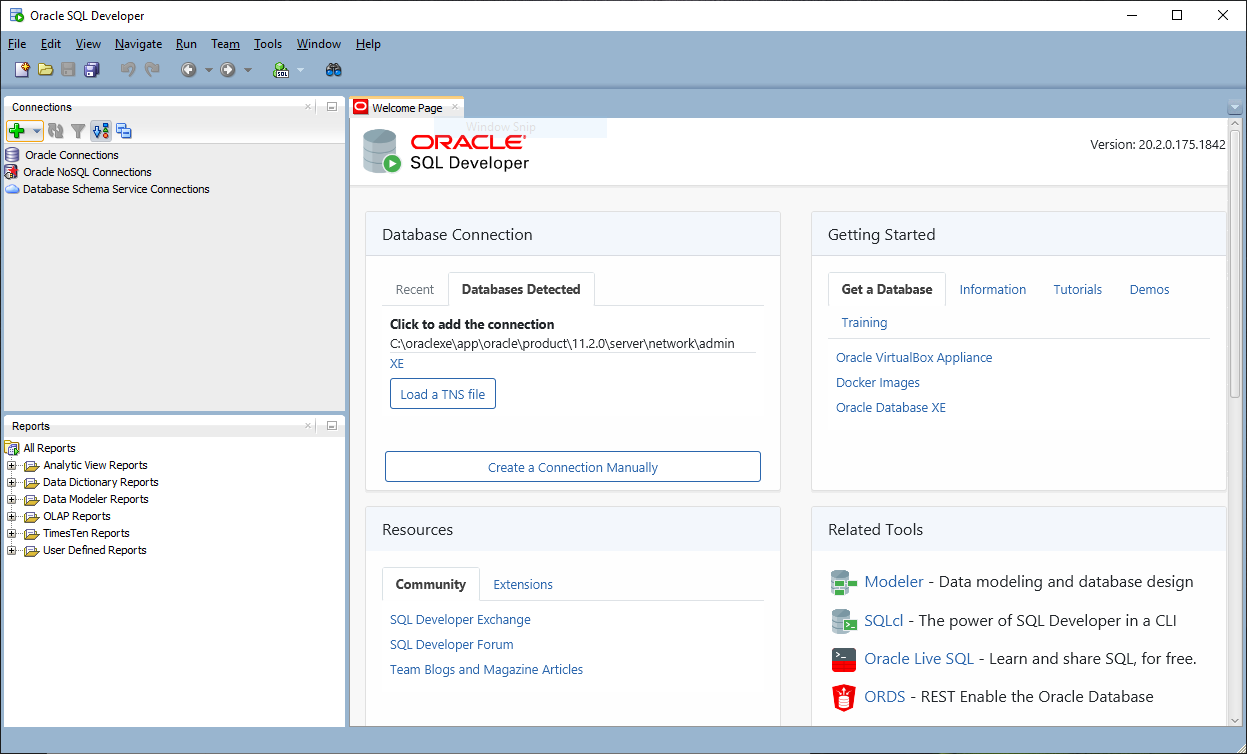 Oracle SQL Developer
File Edit View Navigate Run Team Tools Window Help
SQL
Connections
Oracle Connections
Oracle NoSQL Connections
Database Schema Service Connections
Reports
All Reports
Analytic View Reports
Data Dictionary Reports
Data Modeler Reports
OLAP Reports
TimesTen Reports
User Defined Reports
Welcome Page
Window Snip
ORACLE
SQL Developer
Version: 20.2.0.175.1842
Database Connection
Recent Databases Detected
Click to add the connection
C:\oraclexe\app\oracle\product\11.2.0\server\network\admin
XE
Load a TNS file
Create a Connection Manually
Getting Started
Get a Database Information Tutorials Demos
Training
Oracle VirtualBox Appliance
Docker Images
Oracle Database XE
Resources
Community Extensions
SQL Developer Exchange
SQL Developer Forum
Team Blogs and Magazine Articles
Related Tools
Modeler - Data modeling and database design
SQLcl - The power of SQL Developer in a CLI
Oracle Live SQL - Learn and share SQL, for free.
ORDS - REST Enable the Oracle Database